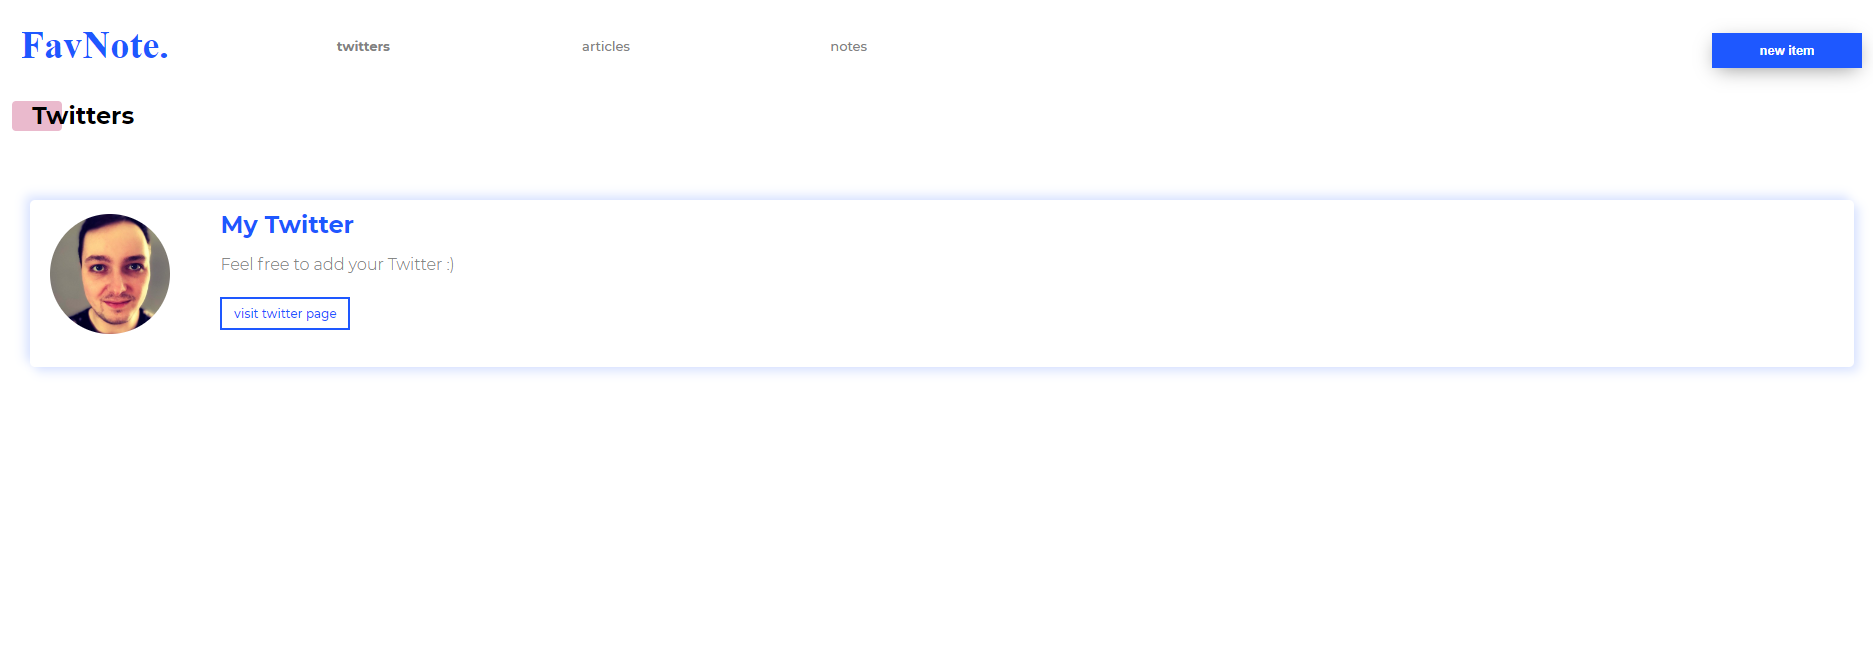 FavNote.
twitters
articles
notes
new item
Twitters
My Twitter
Feel free to add your Twitter :)
visit twitter page